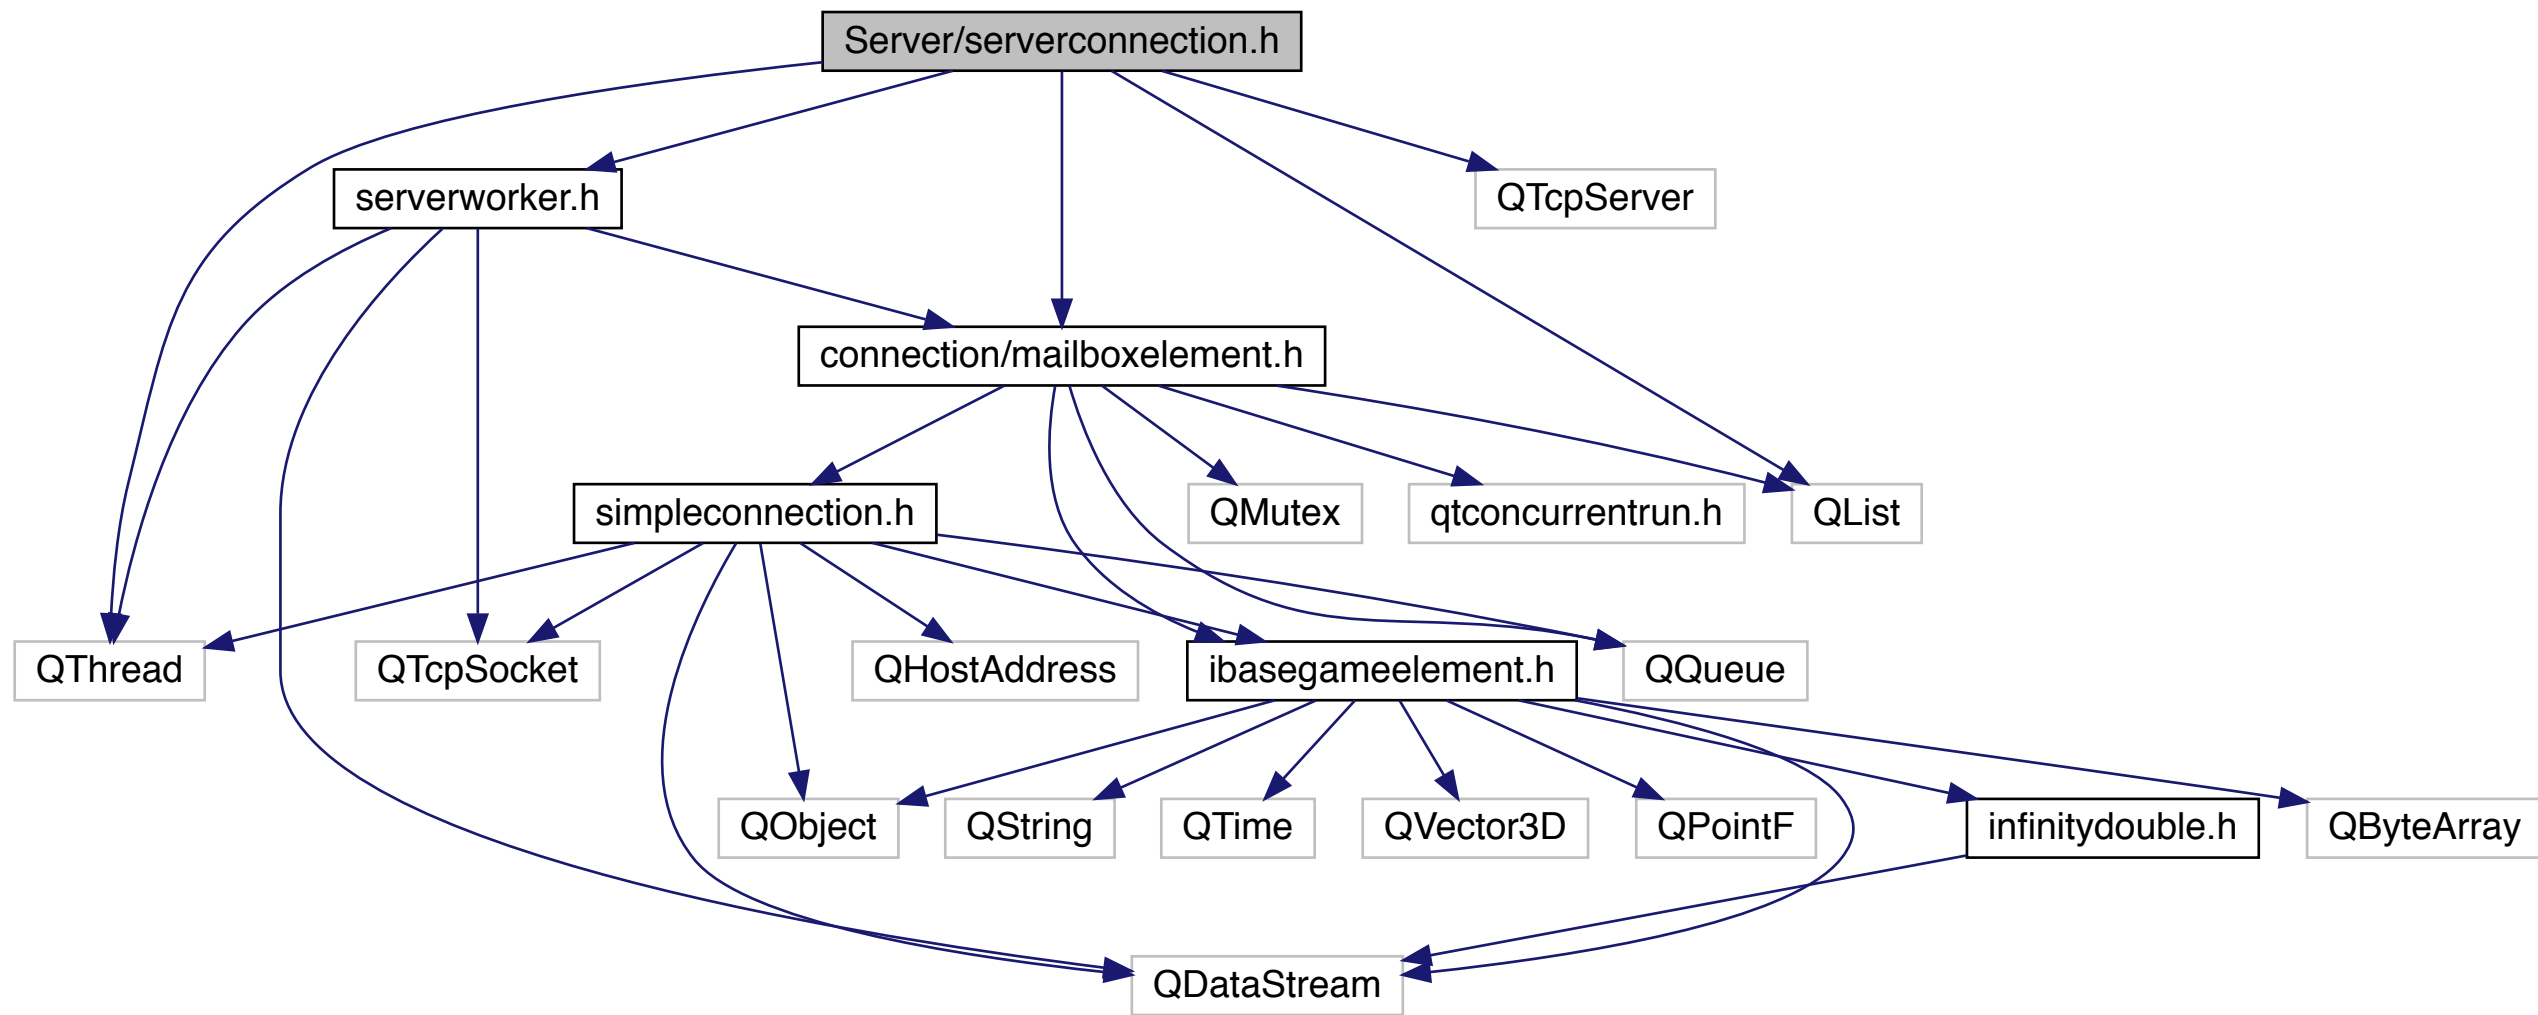 Server/serverconnection.h
serverworker.h
QTcpServer
connection/mailboxelement.h
simpleconnection.h
QMutex
qtconcurrentrun.h
QList
QThread
QTcpSocket
QHostAddress
ibasegameelement.h
QQueue
QObject
QString
QTime
QVector3D
QPointF
infinitydouble.h
QByteArray
QDataStream